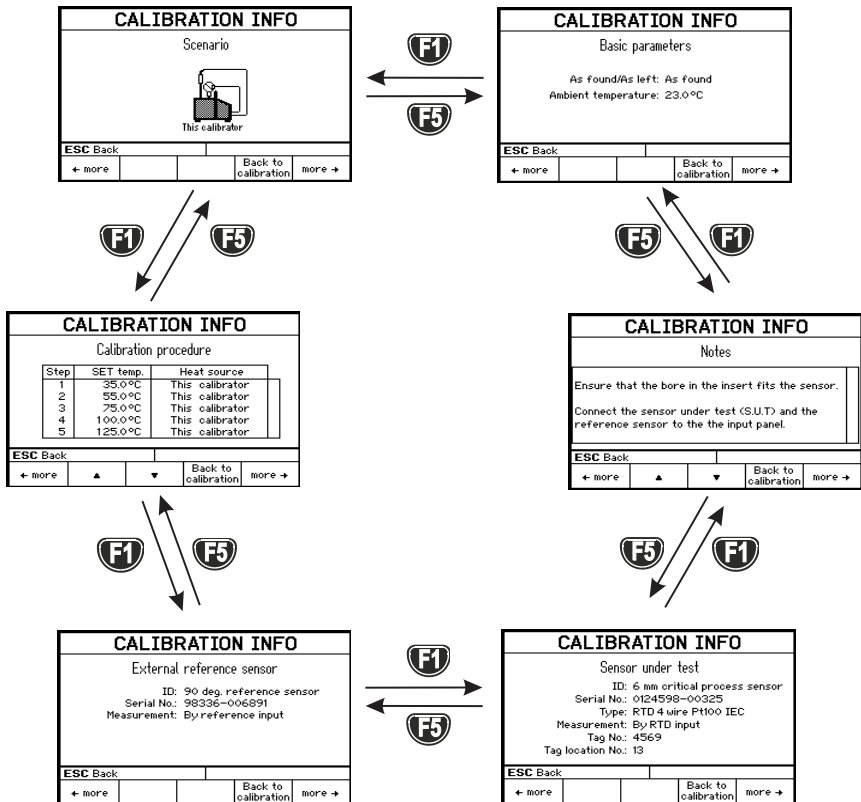 CALIBRATION INFO
Scenario
This calibrator
ESC Back
← more Back to calibration more →
F1
F5
CALIBRATION INFO
Basic parameters
As found/As left: As found
Ambient temperature: 23.0°C
ESC Back
← more Back to calibration more →
F1
F5
F5
F1
CALIBRATION INFO
Calibration procedure
Step SET temp. Heat source
1 35.0°C This calibrator
2 55.0°C This calibrator
3 75.0°C This calibrator
4 100.0°C This calibrator
5 125.0°C This calibrator
ESC Back
← more ▲ ▼ Back to calibration more →
CALIBRATION INFO
Notes
Ensure that the bore in the insert fits the sensor.
Connect the sensor under test (S.U.T) and the
reference sensor to the the input panel.
ESC Back
← more ▲ ▼ Back to calibration more →
F1
F5
F5
F1
CALIBRATION INFO
External reference sensor
ID: 90 deg. reference sensor
Serial No.: 98336-006891
Measurement: By reference input
ESC Back
← more Back to calibration more →
F1
F5
CALIBRATION INFO
Sensor under test
ID: 6 mm critical process sensor
Serial No.: 0124598-00325
Type: RTD 4 wire Pt100 IEC
Measurement: By RTD input
Tag No.: 4569
Tag location No.: 13
ESC Back
← more Back to calibration more →